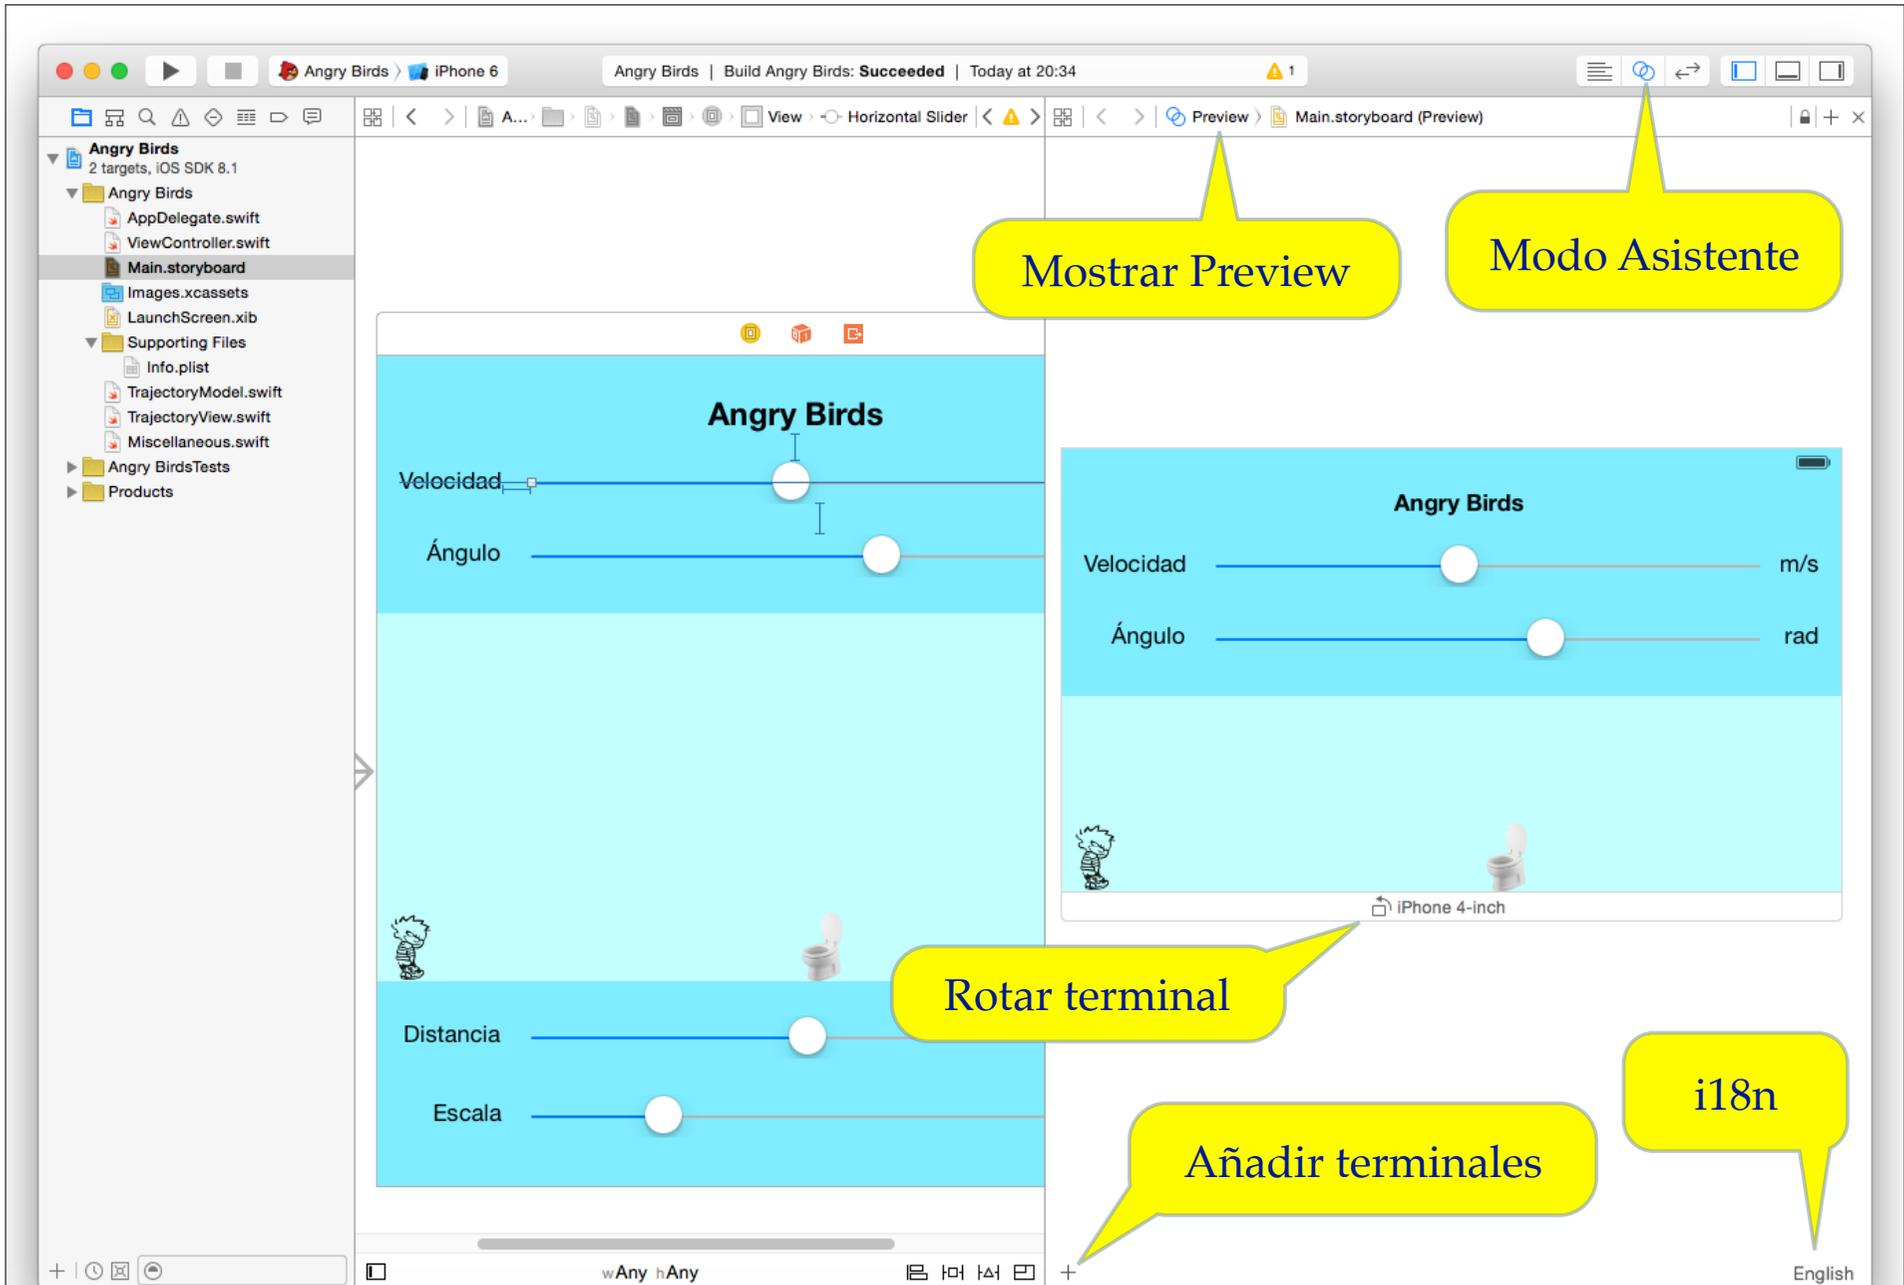 Angry Birds
iPhone 6
Angry Birds | Build Angry Birds: Succeeded | Today at 20:34
1
A...
View
Horizontal Slider
Preview
Main.storyboard (Preview)
Angry Birds
2 targets, iOS SDK 8.1
Angry Birds
AppDelegate.swift
ViewController.swift
Main.storyboard
Images.xcassets
LaunchScreen.xib
Supporting Files
Info.plist
TrajectoryModel.swift
TrajectoryView.swift
Miscellaneous.swift
Angry BirdsTests
Products
Mostrar Preview
Modo Asistente
Angry Birds
Velocidad
Ángulo
Distancia
Escala
Angry Birds
Velocidad
m/s
Ángulo
rad
iPhone 4-inch
Rotar terminal
i18n
Añadir terminales
wAny hAny
English